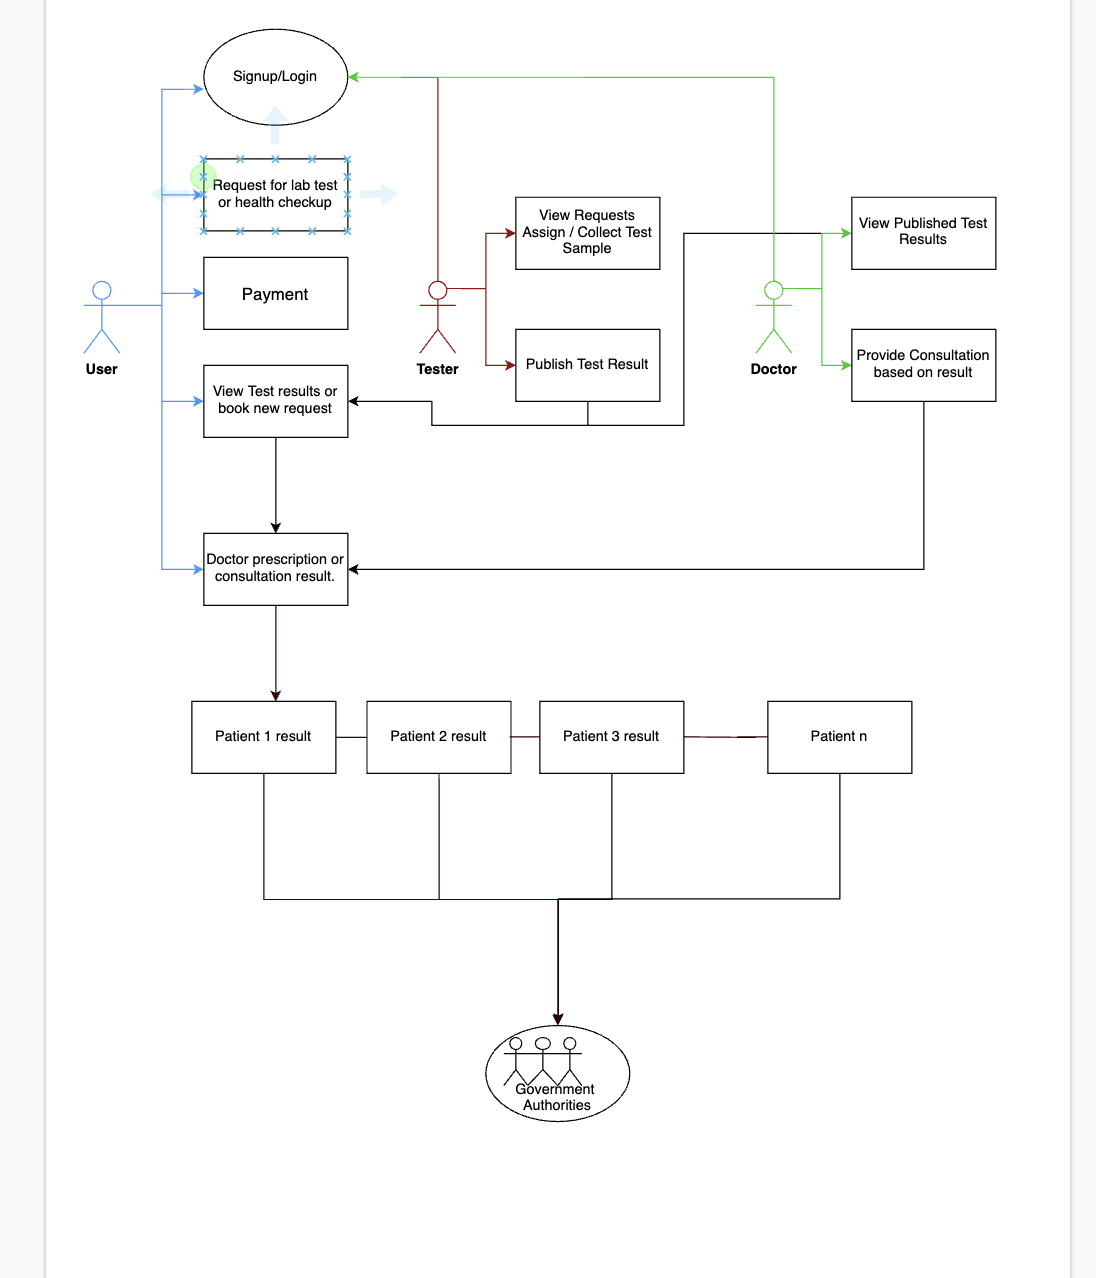 Signup/Login
Request for lab test
or health checkup
View Requests
Assign / Collect Test
Sample
View Published Test
Results
Payment
User
Tester
Doctor
Publish Test Result
Provide Consultation
based on result
View Test results or
book new request
Doctor prescription or
consultation result.
Patient 1 result
Patient 2 result
Patient 3 result
Patient n
Government
Authorities